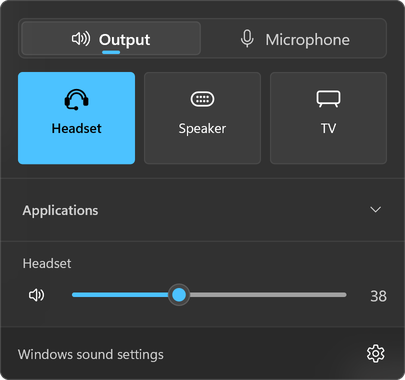 Output
Microphone
Headset
Speaker
TV
Applications
Headset
38
Windows sound settings